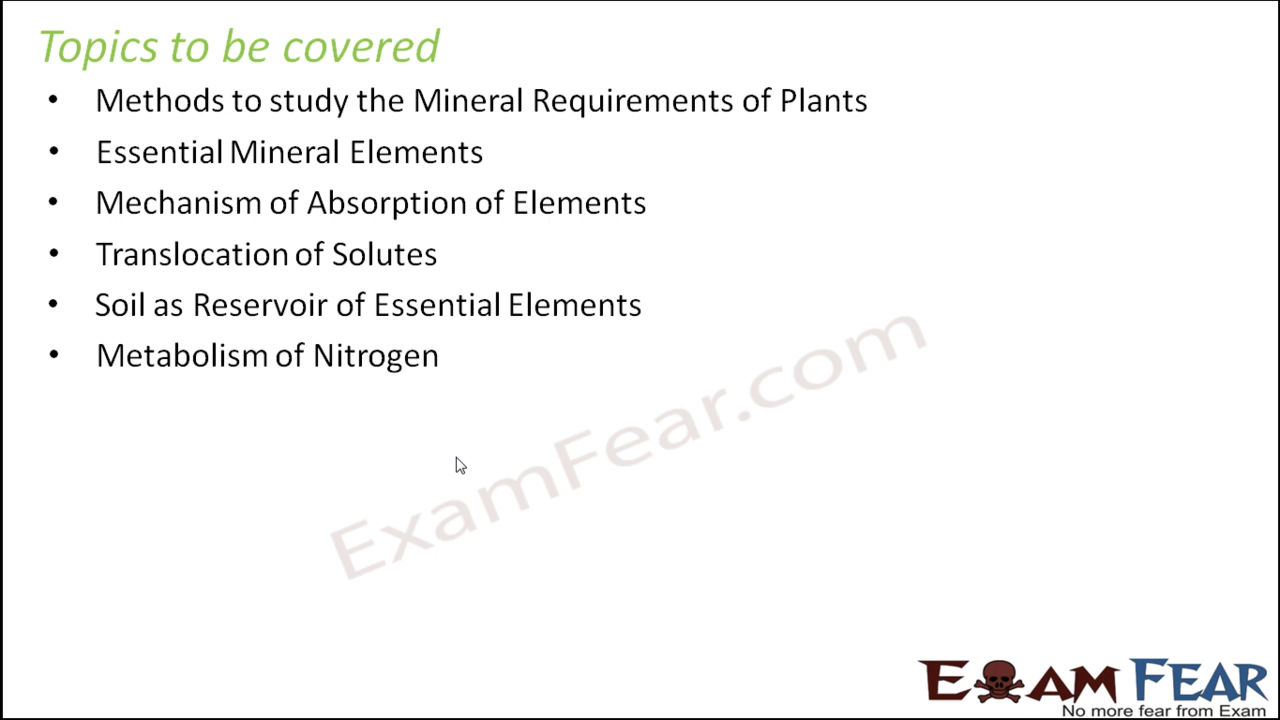 Topics to be covered
• Methods to study the Mineral Requirements of Plants
• Essential Mineral Elements
• Mechanism of Absorption of Elements
• Translocation of Solutes
• Soil as Reservoir of Essential Elements
• Metabolism of Nitrogen
ExamFear.com
EXAM FEAR
No more fear from Exam